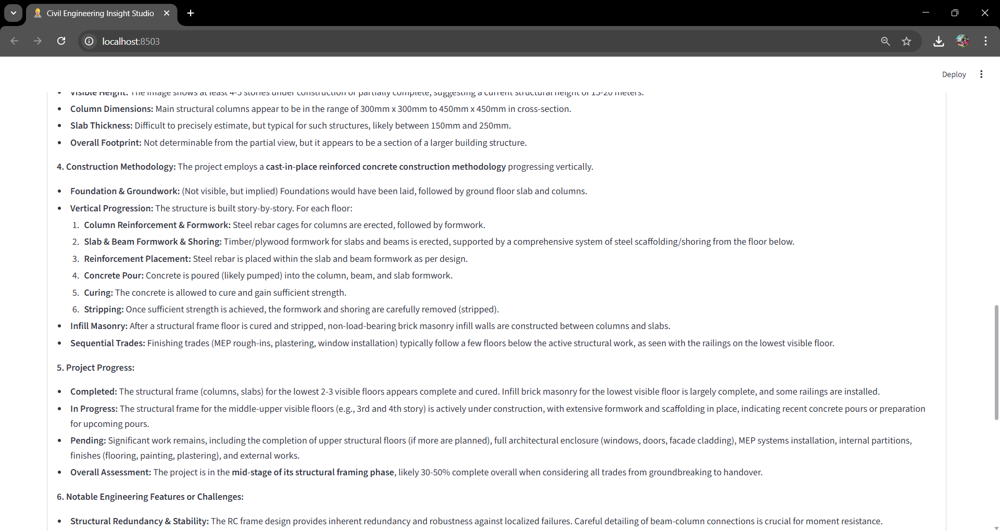 Civil Engineering Insight Studio
localhost:8503
Deploy
• Visible Height: The image shows at least 4-5 stories under construction or partially complete, suggesting a current structural height of 15-20 meters.
• Column Dimensions: Main structural columns appear to be in the range of 300mm x 300mm to 450mm x 450mm in cross-section.
• Slab Thickness: Difficult to precisely estimate, but typical for such structures, likely between 150mm and 250mm.
• Overall Footprint: Not determinable from the partial view, but it appears to be a section of a larger building structure.
4. Construction Methodology: The project employs a cast-in-place reinforced concrete construction methodology progressing vertically.
• Foundation & Groundwork: (Not visible, but implied) Foundations would have been laid, followed by ground floor slab and columns.
• Vertical Progression: The structure is built story-by-story. For each floor:
1. Column Reinforcement & Formwork: Steel rebar cages for columns are erected, followed by formwork.
2. Slab & Beam Formwork & Shoring: Timber/plywood formwork for slabs and beams is erected, supported by a comprehensive system of steel scaffolding/shoring from the floor below.
3. Reinforcement Placement: Steel rebar is placed within the slab and beam formwork as per design.
4. Concrete Pour: Concrete is poured (likely pumped) into the column, beam, and slab formwork.
5. Curing: The concrete is allowed to cure and gain sufficient strength.
6. Stripping: Once sufficient strength is achieved, the formwork and shoring are carefully removed (stripped).
• Infill Masonry: After a structural frame floor is cured and stripped, non-load-bearing brick masonry infill walls are constructed between columns and slabs.
• Sequential Trades: Finishing trades (MEP rough-ins, plastering, window installation) typically follow a few floors below the active structural work, as seen with the railings on the lowest visible floor.
5. Project Progress:
• Completed: The structural frame (columns, slabs) for the lowest 2-3 visible floors appears complete and cured. Infill brick masonry for the lowest visible floor is largely complete, and some railings are installed.
• In Progress: The structural frame for the middle-upper visible floors (e.g., 3rd and 4th story) is actively under construction, with extensive formwork and scaffolding in place, indicating recent concrete pours or preparation
for upcoming pours.
• Pending: Significant work remains, including the completion of upper structural floors (if more are planned), full architectural enclosure (windows, doors, facade cladding), MEP systems installation, internal partitions,
finishes (flooring, painting, plastering), and external works.
• Overall Assessment: The project is in the mid-stage of its structural framing phase, likely 30-50% complete overall when considering all trades from groundbreaking to handover.
6. Notable Engineering Features or Challenges:
• Structural Redundancy & Stability: The RC frame design provides inherent redundancy and robustness against localized failures. Careful detailing of beam-column connections is crucial for moment resistance.